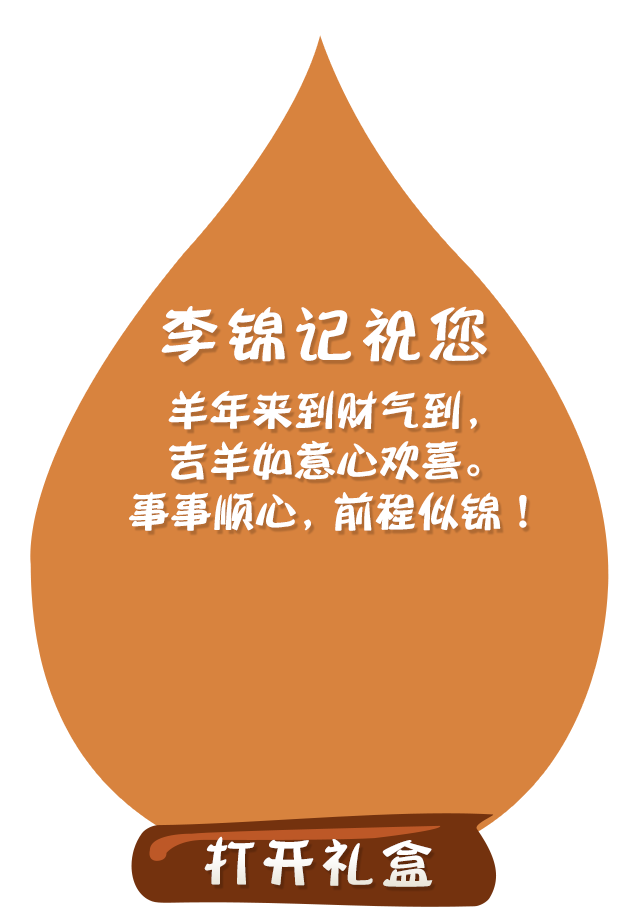 李锦记祝您
羊年来到财气到，
吉羊如意心欢喜。
事事顺心，前程似锦！
打开礼盒